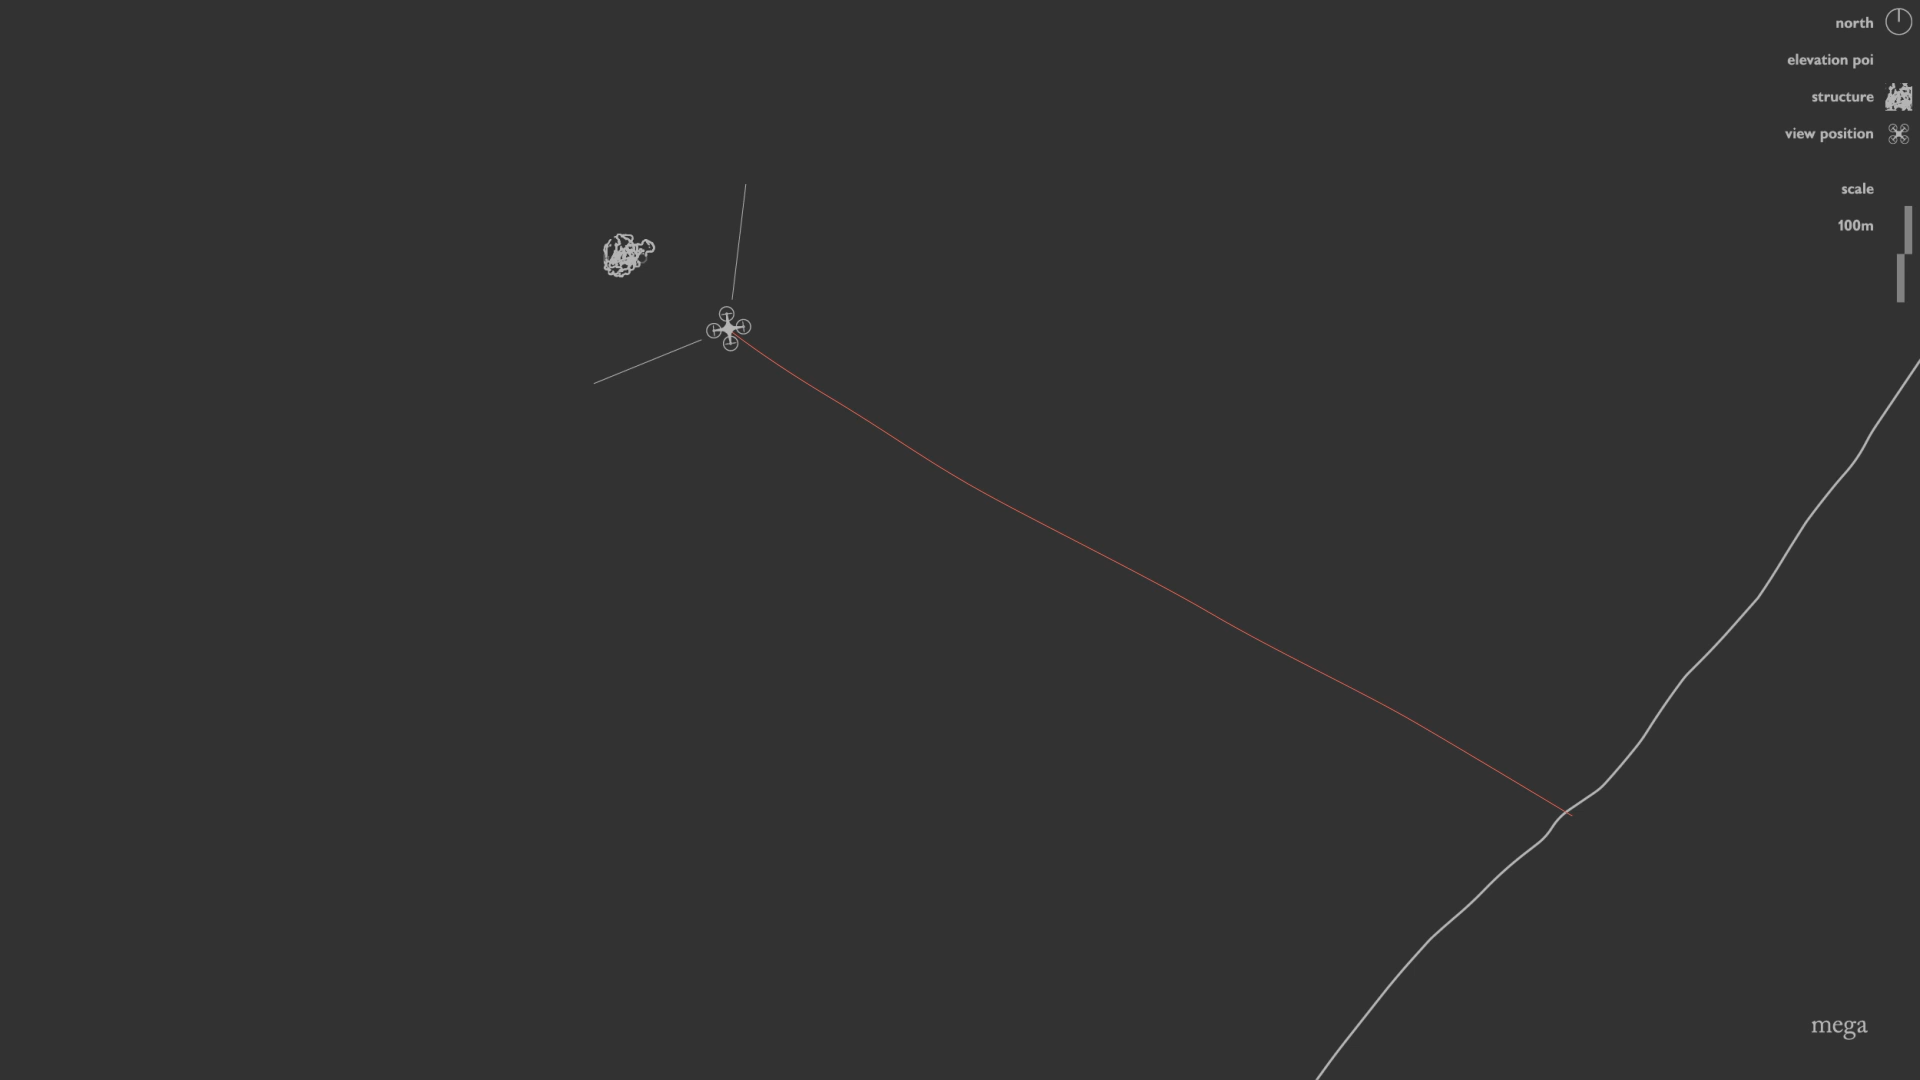 north
elevation poi
structure
view position
scale
100m
mega